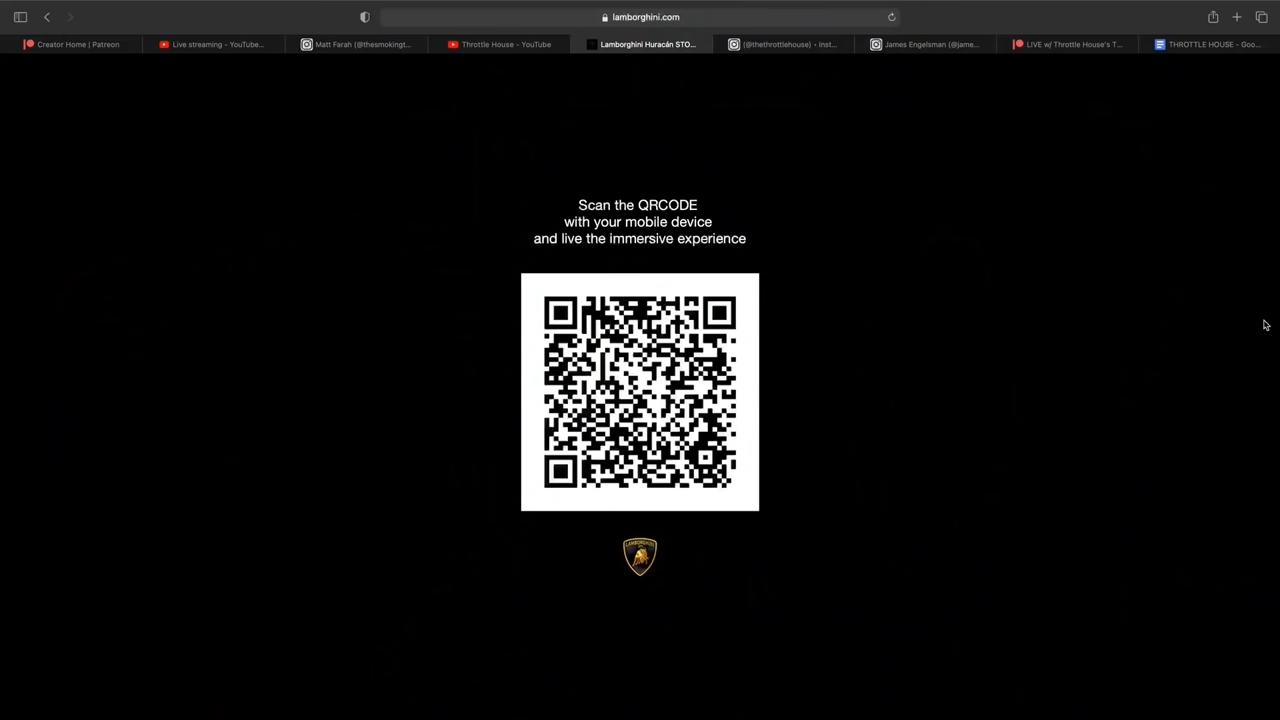 lamborghini.com
Creator Home | Patreon
Live streaming - YouTube...
Matt Farah (@thesmokingt...
Throttle House - YouTube
Lamborghini Huracán STO...
(@thethrottlehouse) • Inst...
James Engelsman (@jame...
LIVE w/ Throttle House's T...
THROTTLE HOUSE - Goo...
Scan the QRCODE
with your mobile device
and live the immersive experience
LAMBORGHINI